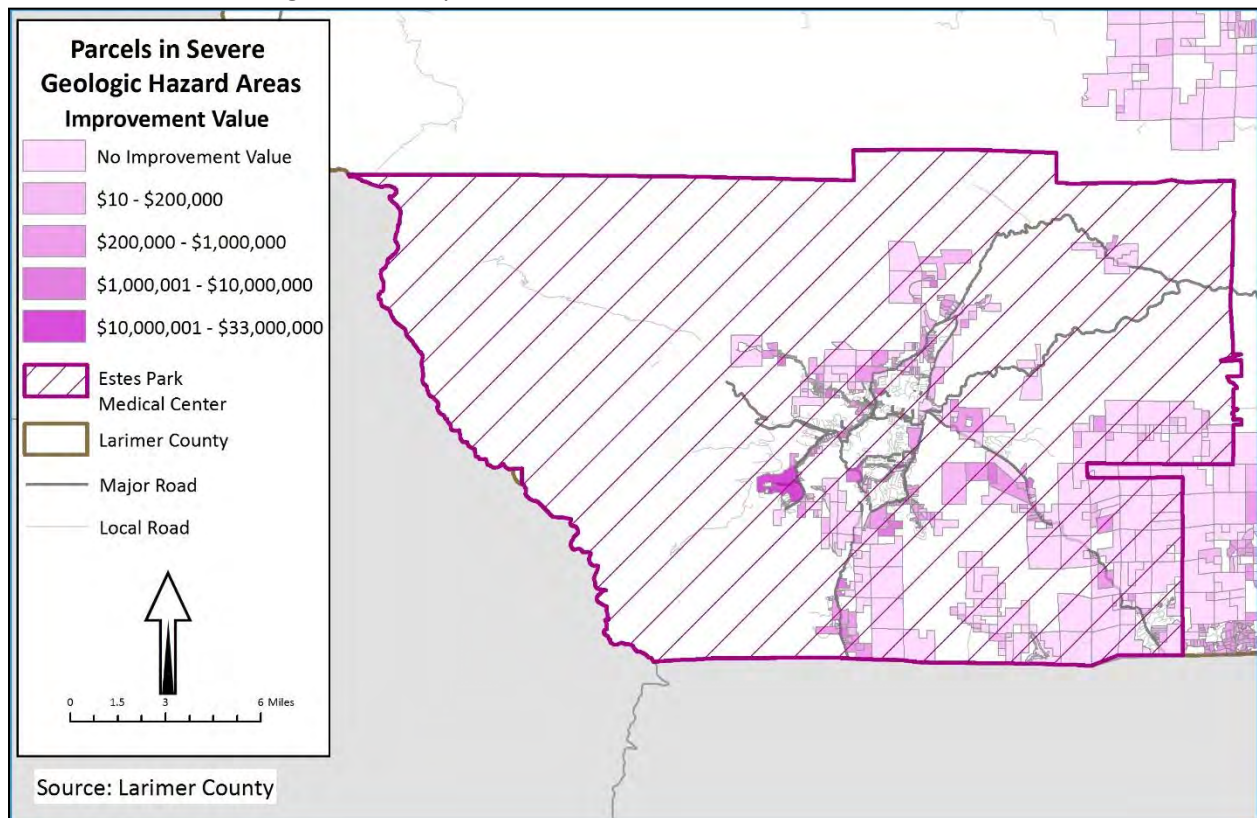 Parcels in Severe
Geologic Hazard Areas
Improvement Value
No Improvement Value
$10 - $200,000
$200,000 - $1,000,000
$1,000,001 - $10,000,000
$10,000,001 - $33,000,000
Estes Park
Medical Center
Larimer County
Major Road
Local Road
0 1.5 3 6 Miles
Source: Larimer County